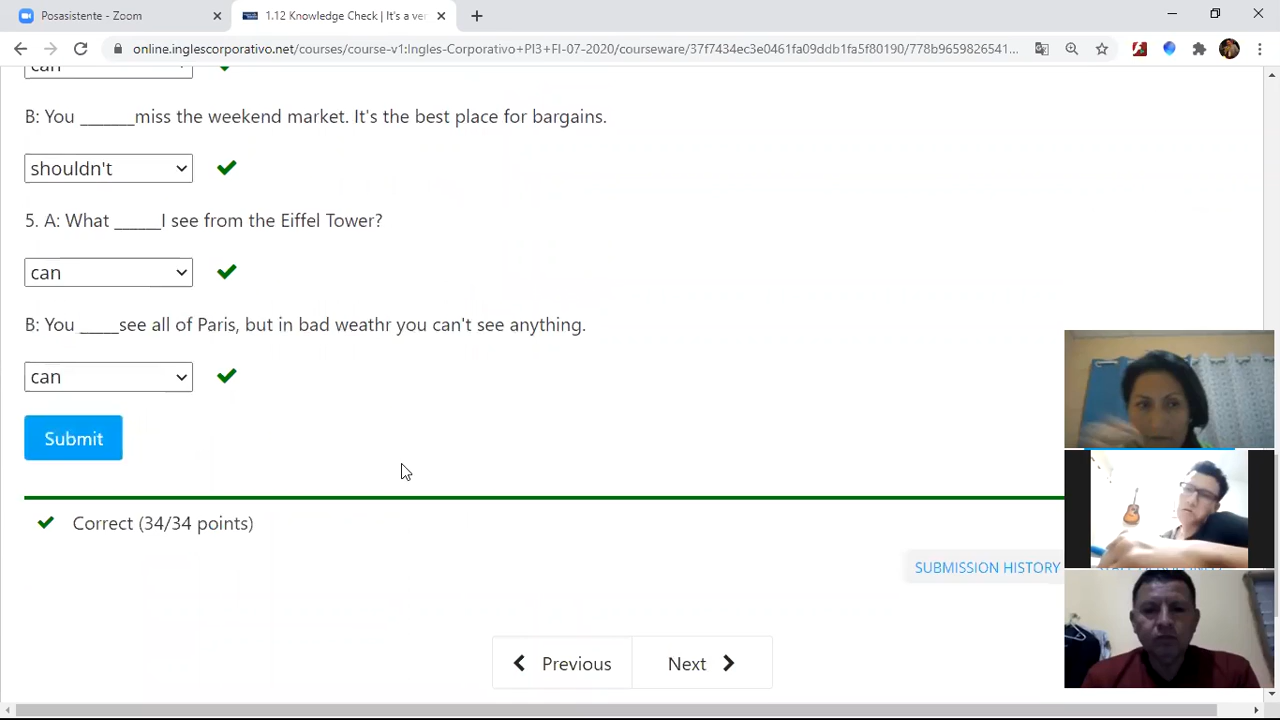 Posasistente - Zoom
1.12 Knowledge Check | It's a ver
online.inglescorporativo.net/courses/course-v1:Ingles-Corporativo+PI3+FI-07-2020/courseware/37f7434ec3e0461fa09ddb1fa5f80190/778b9659826541...
can
B: You _______miss the weekend market. It's the best place for bargains.
shouldn't
5. A: What ______I see from the Eiffel Tower?
can
B: You _____see all of Paris, but in bad weathr you can't see anything.
can
Submit
Correct (34/34 points)
SUBMISSION HISTORY
Previous
Next